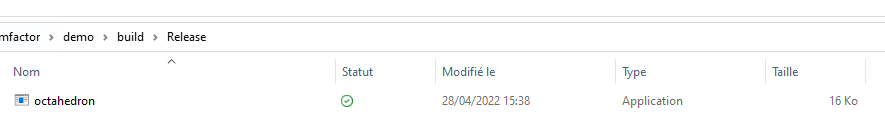 mfactor > demo > build > Release
Nom Statut Modifié le Type Taille
octahedron 28/04/2022 15:38 Application 16 Ko